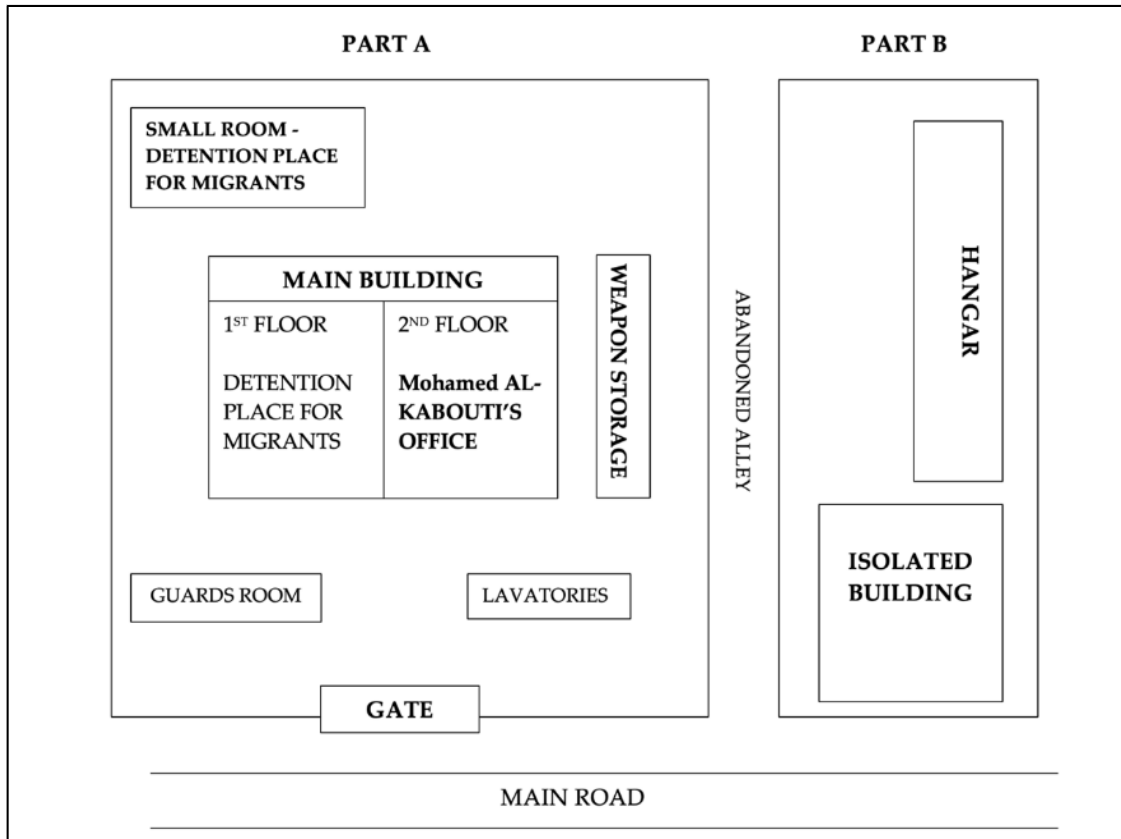 PART A
PART B
SMALL ROOM -
DETENTION PLACE
FOR MIGRANTS
MAIN BUILDING
1ST FLOOR
DETENTION
PLACE FOR
MIGRANTS
2ND FLOOR
Mohamed AL-
KABOUTI'S
OFFICE
WEAPON STORAGE
ABANDONED ALLEY
HANGAR
ISOLATED
BUILDING
GUARDS ROOM
LAVATORIES
GATE
MAIN ROAD